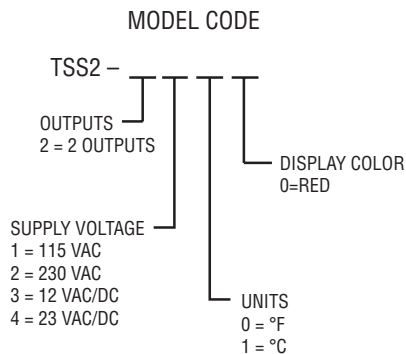 MODEL CODE
TSS2 –
OUTPUTS
2 = 2 OUTPUTS
DISPLAY COLOR
0=RED
SUPPLY VOLTAGE
1 = 115 VAC
2 = 230 VAC
3 = 12 VAC/DC
4 = 23 VAC/DC
UNITS
0 = °F
1 = °C